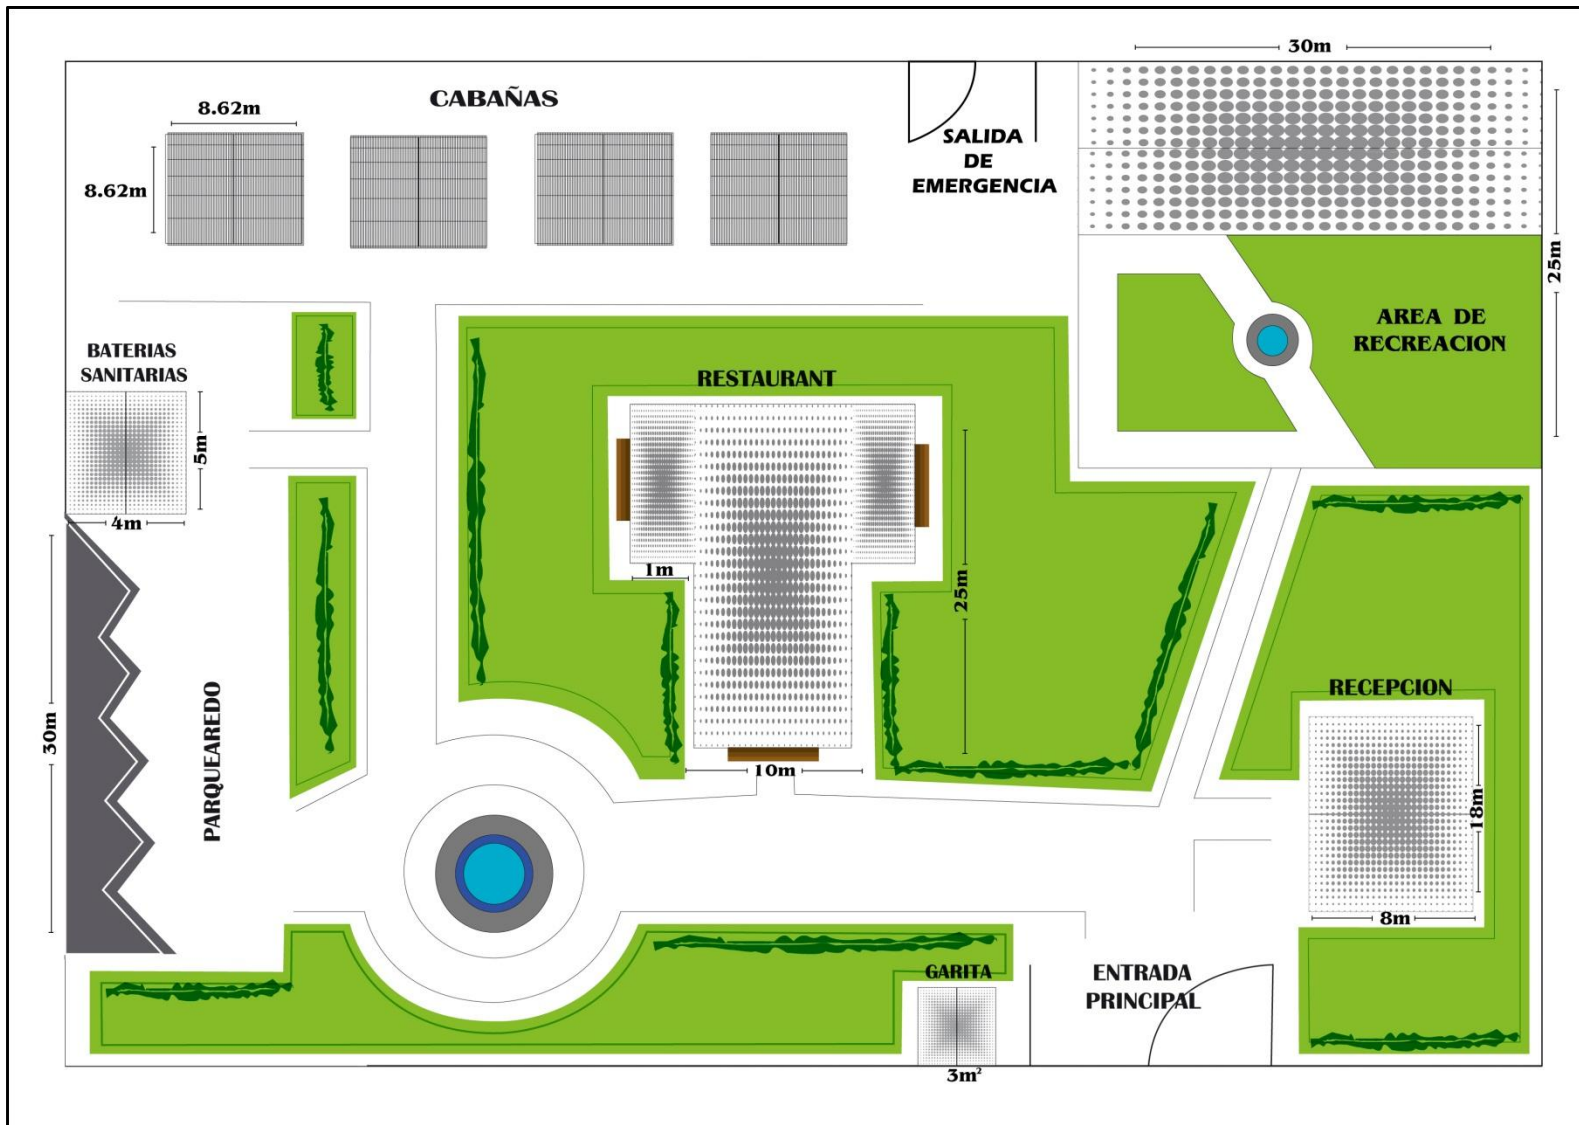 30m
CABAÑAS
8.62m
8.62m
SALIDA
DE
EMERGENCIA
25m
AREA DE
RECREACION
BATERIAS
SANITARIAS
5m
4m
RESTAURANT
1m
25m
10m
30m
PARQUEAREDO
RECEPCION
18m
8m
GARITA
3m²
ENTRADA
PRINCIPAL